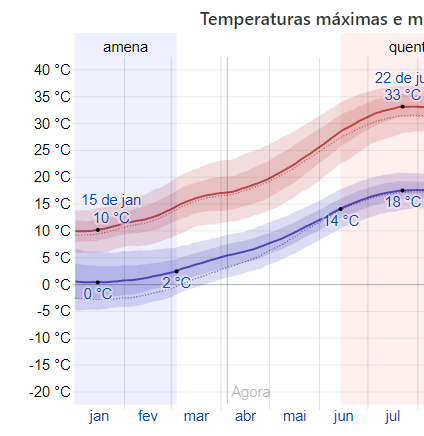 Temperaturas máximas e m
amena
quent
40 °C
35 °C
30 °C
25 °C
20 °C
15 °C
10 °C
5 °C
0 °C
-5 °C
-10 °C
-15 °C
-20 °C
22 de ju
33 °C
15 de jan
10 °C
14 °C
18 °C
0 °C
2 °C
Agora
jan fev mar abr mai jun jul